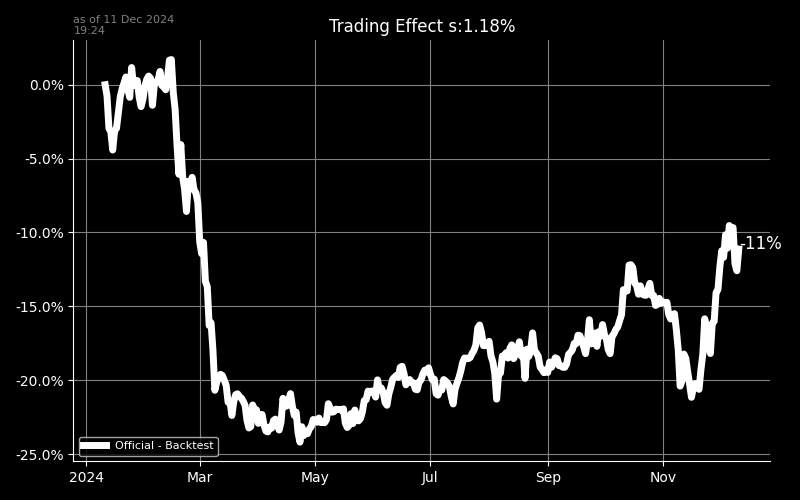 as of 11 Dec 2024
19:24
Trading Effect s:1.18%
0.0%
-5.0%
-10.0%
-11%
-15.0%
-20.0%
-25.0%
Official - Backtest
2024
Mar
May
Jul
Sep
Nov